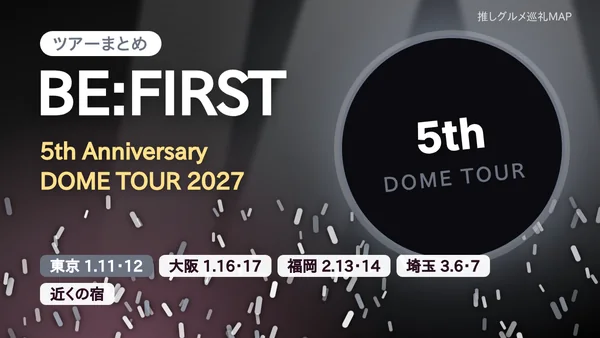 推しグルメ巡礼MAP
ツアーまとめ
BE:FIRST
5th Anniversary
DOME TOUR 2027
5th
DOME TOUR
東京 1.11・12
大阪 1.16・17
福岡 2.13・14
埼玉 3.6・7
近くの宿